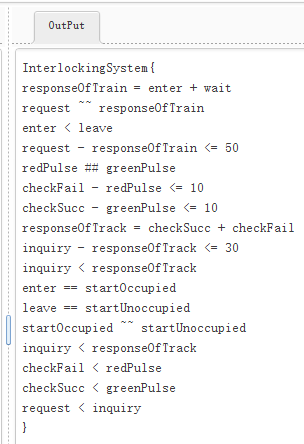 OutPut
InterlockingSystem{
responseOfTrain = enter + wait
request ~~ responseOfTrain
enter < leave
request - responseOfTrain <= 50
redPulse ## greenPulse
checkFail - redPulse <= 10
checkSucc - greenPulse <= 10
responseOfTrack = checkSucc + checkFail
inquiry - responseOfTrack <= 30
inquiry < responseOfTrack
enter == startOccupied
leave == startUnoccupied
startOccupied ~~ startUnoccupied
inquiry < responseOfTrack
checkFail < redPulse
checkSucc < greenPulse
request < inquiry
}